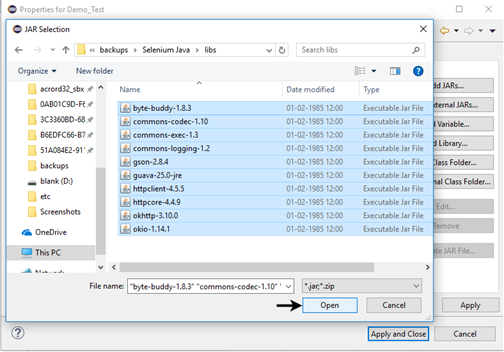 Properties for Demo_Test
JAR Selection
« backups > Selenium Java > libs
Search libs
Organize
New folder
acrord32_sbx
0AB01C9D-F6
3C3360BD-68
B6EDFC66-B7
51A084E2-91
backups
blank (D:)
etc
Screenshots
OneDrive
This PC
Network
Name
Date modified
Type
byte-buddy-1.8.3 01-02-1985 12:00 Executable Jar File
commons-codec-1.10 01-02-1985 12:00 Executable Jar File
commons-exec-1.3 01-02-1985 12:00 Executable Jar File
commons-logging-1.2 01-02-1985 12:00 Executable Jar File
gson-2.8.4 01-02-1985 12:00 Executable Jar File
guava-25.0-jre 01-02-1985 12:00 Executable Jar File
httpclient-4.5.5 01-02-1985 12:00 Executable Jar File
httpcore-4.4.9 01-02-1985 12:00 Executable Jar File
okhttp-3.10.0 01-02-1985 12:00 Executable Jar File
okio-1.14.1 01-02-1985 12:00 Executable Jar File
File name:
"byte-buddy-1.8.3" "commons-codec-1.10" "
*.jar;*.zip
Open
Cancel
dd JARs...
xternal JARs...
d Variable...
d Library...
Class Folder...
nal Class Folder...
Edit...
Remove
te JAR File...
Apply
Apply and Close
Cancel